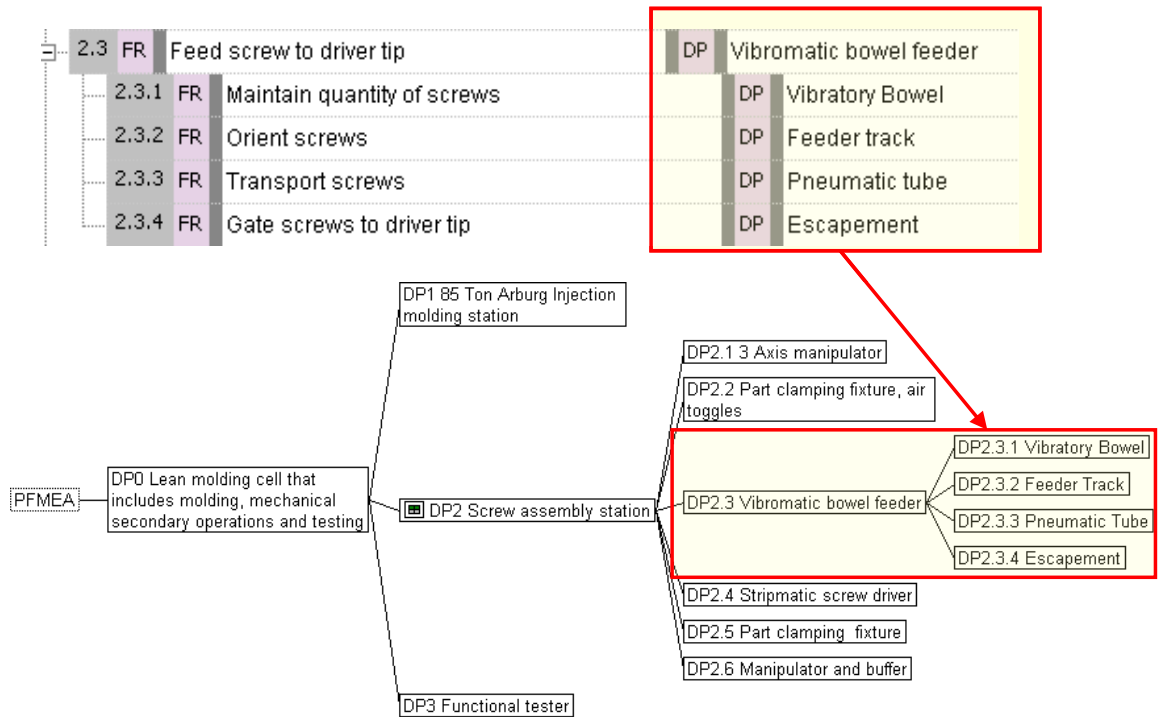 2.3 FR Feed screw to driver tip DP Vibromatic bowel feeder
2.3.1 FR Maintain quantity of screws DP Vibratory Bowel
2.3.2 FR Orient screws DP Feeder track
2.3.3 FR Transport screws DP Pneumatic tube
2.3.4 FR Gate screws to driver tip DP Escapement
PFMEA
DP0 Lean molding cell that
includes molding, mechanical
secondary operations and testing
DP1 85 Ton Arburg Injection
molding station
DP2 Screw assembly station
DP2.1 3 Axis manipulator
DP2.2 Part clamping fixture, air
toggles
DP2.3 Vibromatic bowel feeder
DP2.3.1 Vibratory Bowel
DP2.3.2 Feeder Track
DP2.3.3 Pneumatic Tube
DP2.3.4 Escapement
DP2.4 Stripmatic screw driver
DP2.5 Part clamping fixture
DP2.6 Manipulator and buffer
DP3 Functional tester